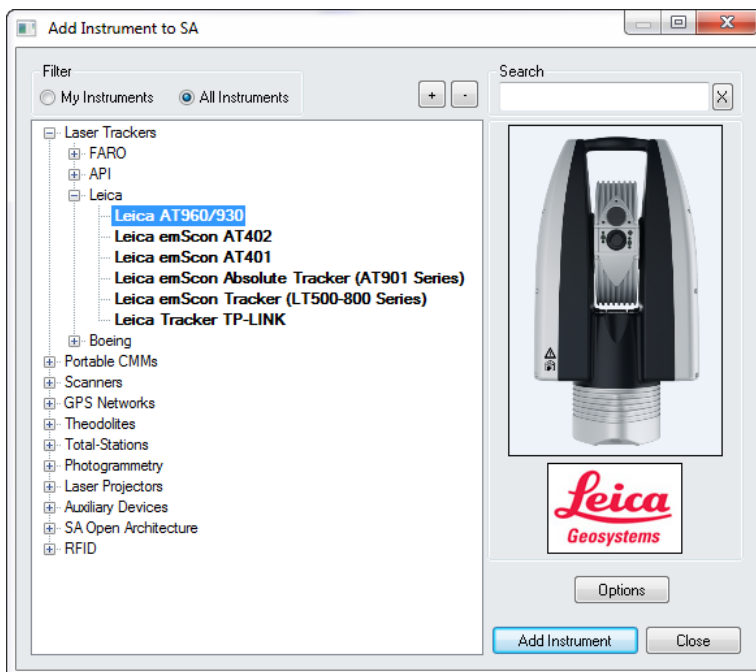 Add Instrument to SA
Filter
My Instruments
All Instruments
+
-
Search
X
Laser Trackers
FARO
API
Leica
Leica AT960/930
Leica emScon AT402
Leica emScon AT401
Leica emScon Absolute Tracker (AT901 Series)
Leica emScon Tracker (LT500-800 Series)
Leica Tracker TP-LINK
Boeing
Portable CMMs
Scanners
GPS Networks
Theodolites
Total-Stations
Photogrammetry
Laser Projectors
Auxiliary Devices
SA Open Architecture
RFID
Leica
Geosystems
Options
Add Instrument
Close